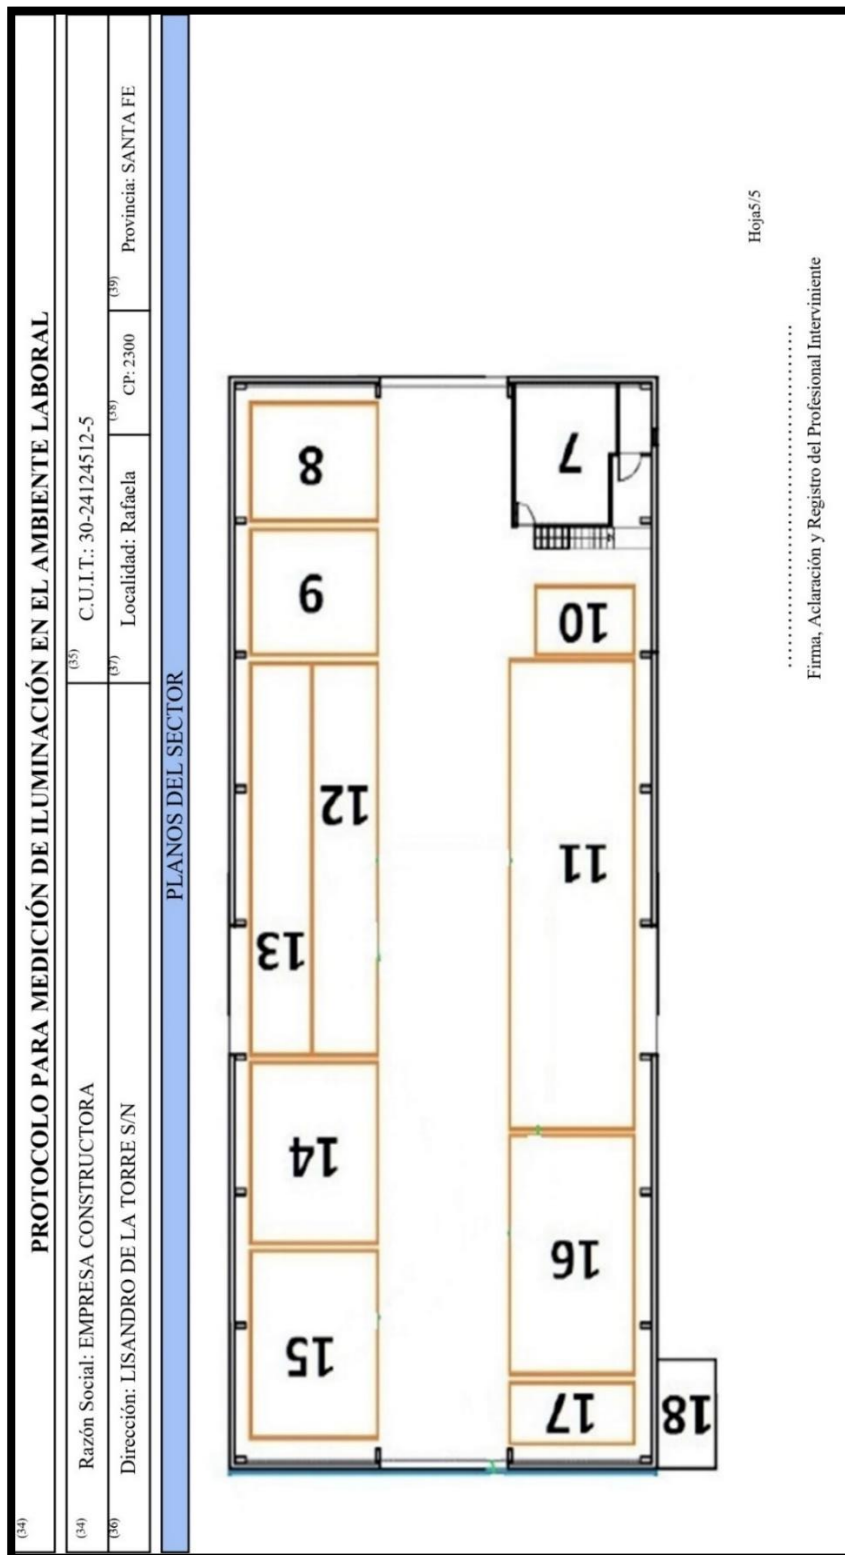 (34) PROTOCOLO PARA MEDICIÓN DE ILUMINACIÓN EN EL AMBIENTE LABORAL
(34) Razón Social: EMPRESA CONSTRUCTORA (35) C.U.I.T.: 30-24124512-5
(36) Dirección: LISANDRO DE LA TORRE S/N (37) Localidad: Rafaela (38) CP: 2300 (39) Provincia: SANTA FE
PLANOS DEL SECTOR
8
7
9
10
12
11
13
14
16
15
17
18
Hoja5/5
Firma, Aclaración y Registro del Profesional Interviniente